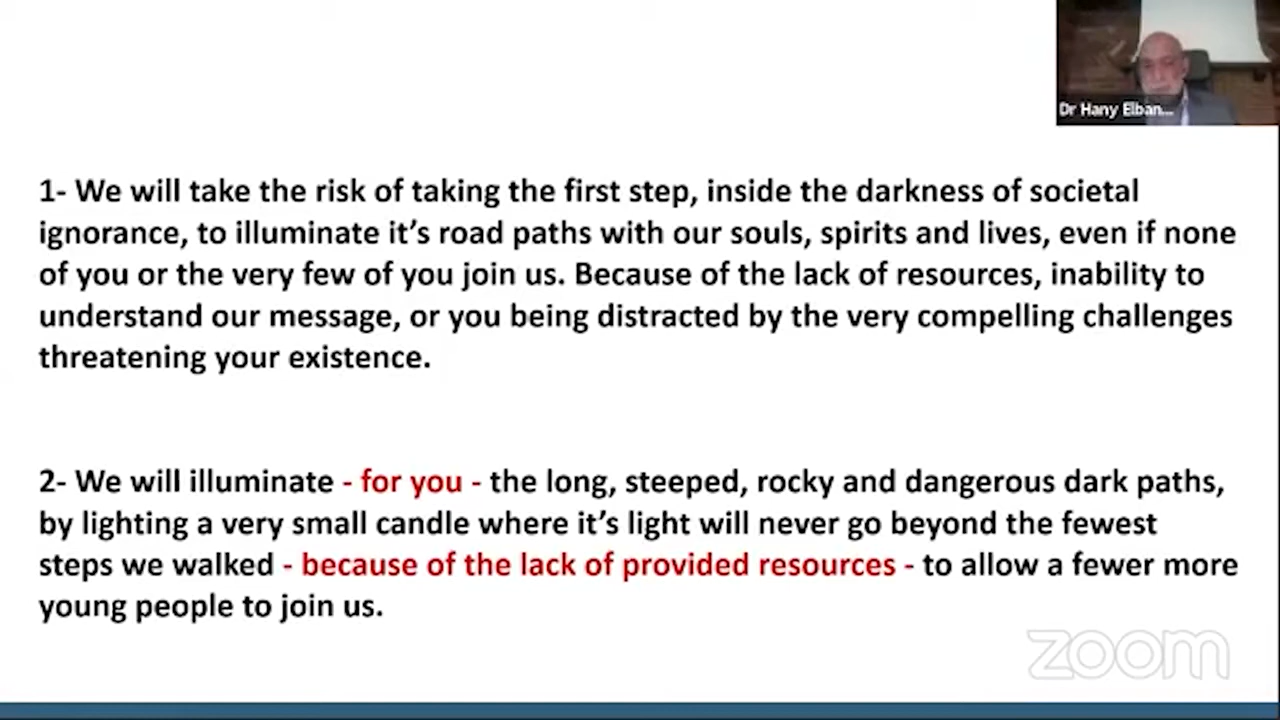 Dr Hany Elban...
1- We will take the risk of taking the first step, inside the darkness of societal
ignorance, to illuminate it’s road paths with our souls, spirits and lives, even if none
of you or the very few of you join us. Because of the lack of resources, inability to
understand our message, or you being distracted by the very compelling challenges
threatening your existence.
2- We will illuminate - for you - the long, steeped, rocky and dangerous dark paths,
by lighting a very small candle where it’s light will never go beyond the fewest
steps we walked - because of the lack of provided resources - to allow a fewer more
young people to join us.
zoom